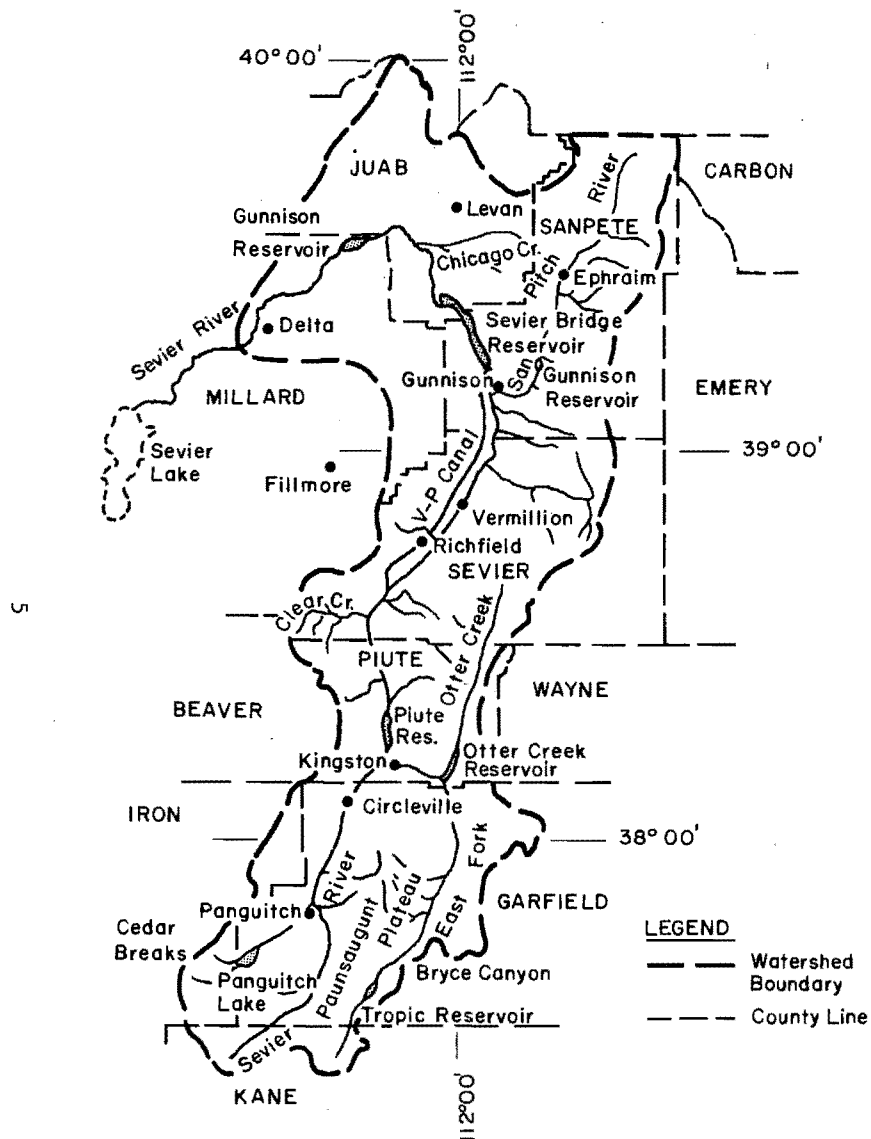 40°00'
112°00'
JUAB
CARBON
River
Levan
Gunnison
Reservoir
SANPETE
Chicago Cr.
Pitch
Ephraim
Sevier River
Delta
Sevier Bridge
Reservoir
San
Gunnison
Gunnison
Reservoir
MILLARD
EMERY
Sevier
Lake
39°00'
Fillmore
V-P Canal
Vermillion
Richfield
SEVIER
5
Clear Cr.
Otter Creek
PIUTE
WAYNE
BEAVER
Piute
Res.
Kingston
Otter Creek
Reservoir
Circleville
IRON
38°00'
Fork
River
Plateau
East
GARFIELD
Panguitch
Cedar
Breaks
Paunsaugunt
Panguitch
Lake
Bryce Canyon
Tropic Reservoir
Sevier
KANE
112°00'
LEGEND
Watershed
Boundary
County Line